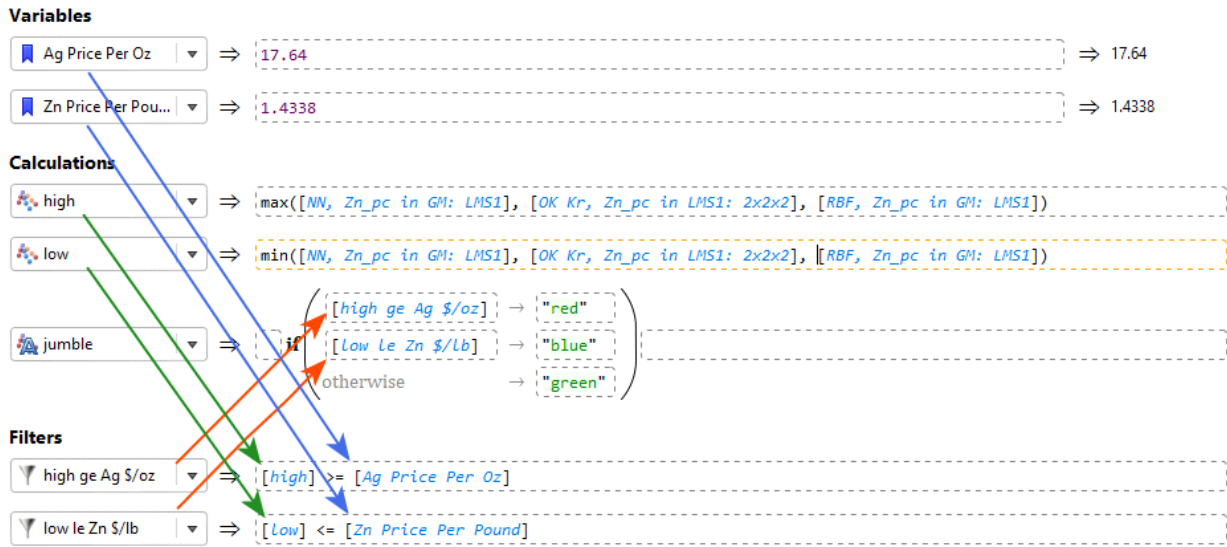 Variables
Ag Price Per Oz ⇒ 17.64 ⇒ 17.64
Zn Price Per Pou... ⇒ 1.4338 ⇒ 1.4338
Calculations
high ⇒ max([NN, Zn_pc in GM: LMS1], [OK Kr, Zn_pc in LMS1: 2x2x2], [RBF, Zn_pc in GM: LMS1])
low ⇒ min([NN, Zn_pc in GM: LMS1], [OK Kr, Zn_pc in LMS1: 2x2x2], [RBF, Zn_pc in GM: LMS1])
[high ge Ag $/oz] → "red"
jumble ⇒ if [low le Zn $/lb] → "blue"
otherwise → "green"
Filters
high ge Ag $/oz ⇒ [high] >= [Ag Price Per Oz]
low le Zn $/lb ⇒ [low] <= [Zn Price Per Pound]